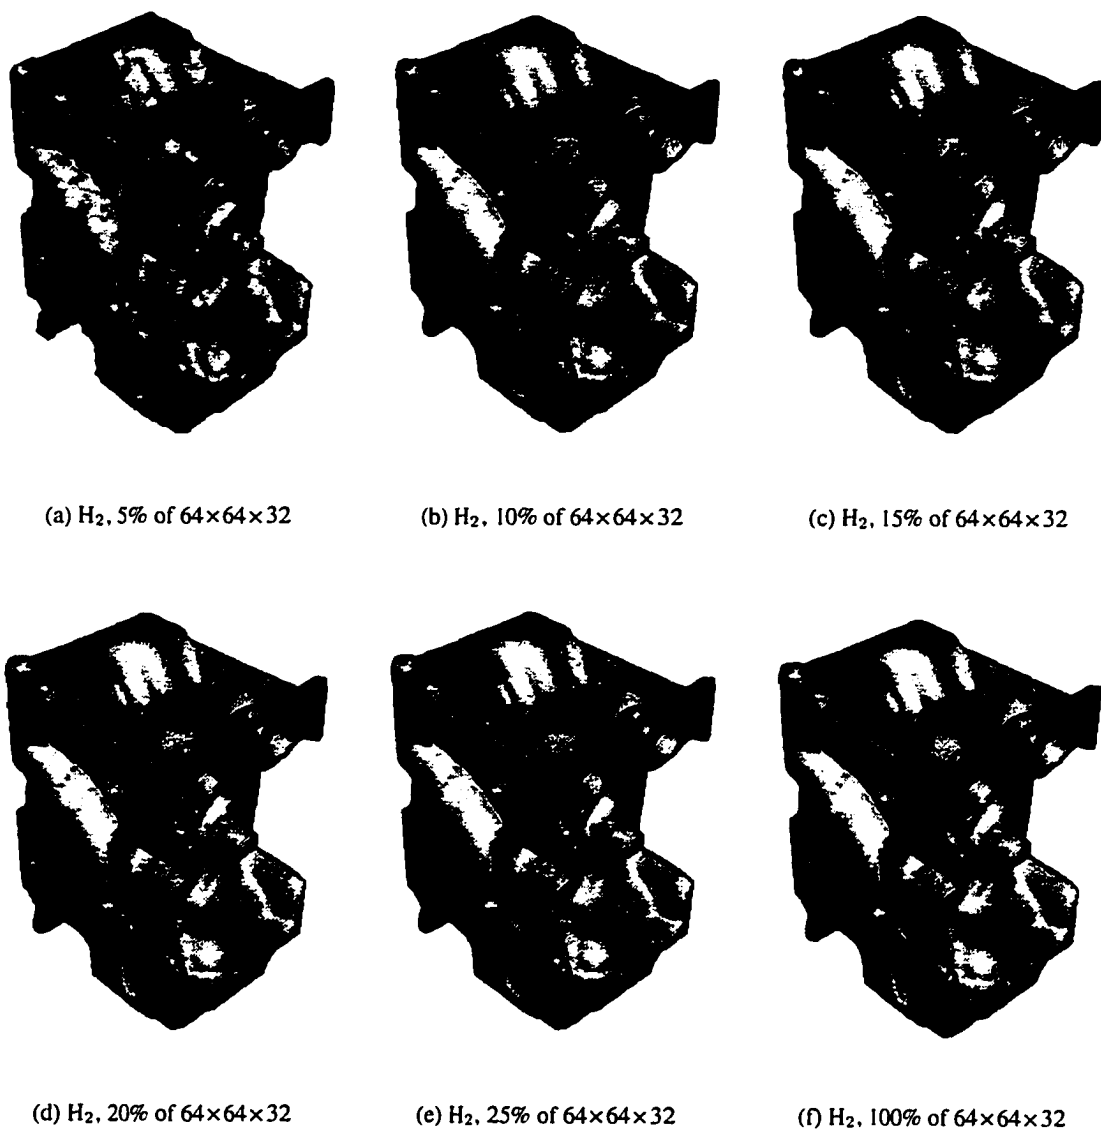 (a) H₂, 5% of 64×64×32
(b) H₂, 10% of 64×64×32
(c) H₂, 15% of 64×64×32
(d) H₂, 20% of 64×64×32
(e) H₂, 25% of 64×64×32
(f) H₂, 100% of 64×64×32